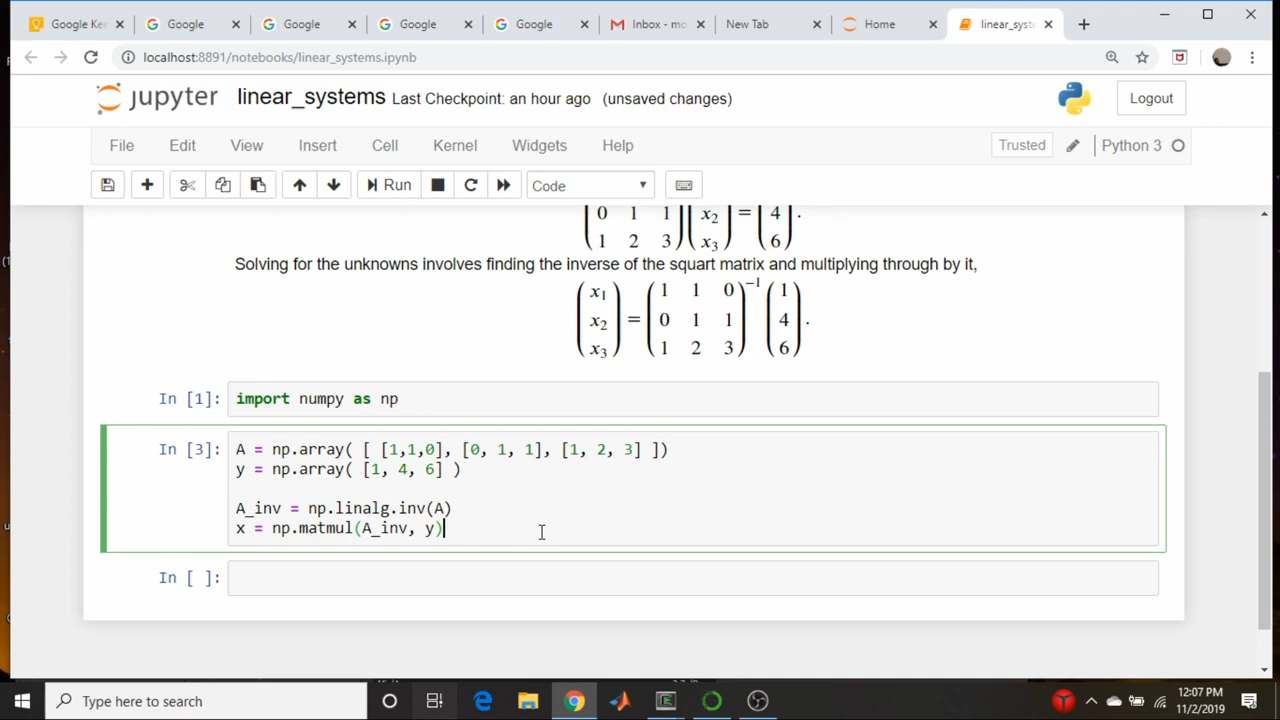 Google Kee
Google
Google
Google
Google
Inbox - mo
New Tab
Home
linear_syste
localhost:8891/notebooks/linear_systems.ipynb
jupyter linear_systems Last Checkpoint: an hour ago (unsaved changes)
Logout
File Edit View Insert Cell Kernel Widgets Help
Trusted Python 3
Run Code
0 1 1 x2 = 4 .
1 2 3 x3 6
Solving for the unknowns involves finding the inverse of the squart matrix and multiplying through by it,
x1 1 1 0 −1 1
x2 = 0 1 1 4 .
x3 1 2 3 6
In [1]: import numpy as np
In [3]: A = np.array( [ [1,1,0], [0, 1, 1], [1, 2, 3] ])
y = np.array( [1, 4, 6] )
A_inv = np.linalg.inv(A)
x = np.matmul(A_inv, y)
In [ ]:
Type here to search
12:07 PM
11/2/2019